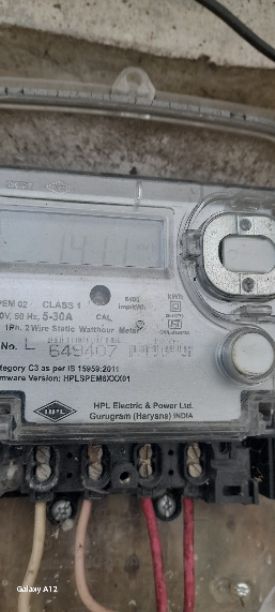 PEM 02 CLASS 1
0V, 50 Hz, 5-30A CAL
1Ph. 2 Wire Static Watthour Meter
No. L 649407
tegory C3 as per IS 15959:2011
rmware Version: HPLSPEM8XXX01
HPL HPL Electric & Power Ltd.
Gurugram (Haryana) INDIA
Galaxy A12